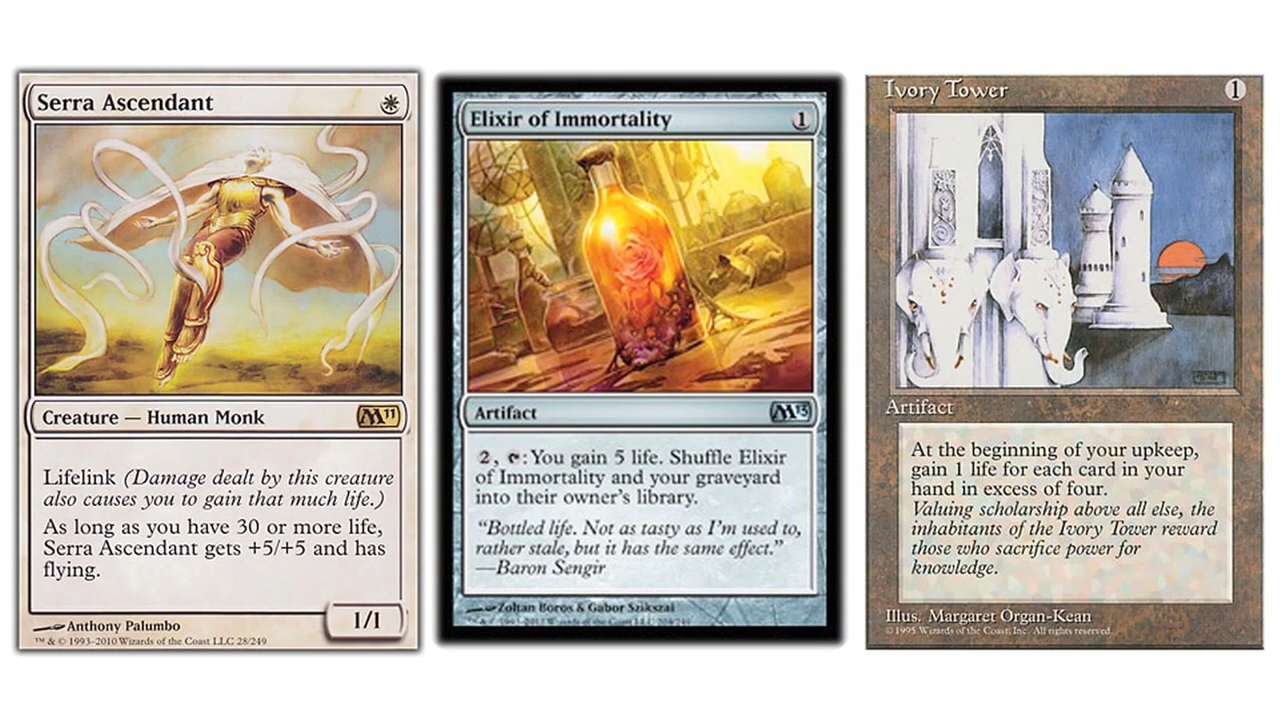 Serra Ascendant
Creature — Human Monk
M11
Lifelink (Damage dealt by this creature
also causes you to gain that much life.)
As long as you have 30 or more life,
Serra Ascendant gets +5/+5 and has
flying.
1/1
Anthony Palumbo
™ & © 1993–2010 Wizards of the Coast LLC 28/249
Elixir of Immortality 1
Artifact
M13
2, T: You gain 5 life. Shuffle Elixir
of Immortality and your graveyard
into their owner's library.
"Bottled life. Not as tasty as I'm used to,
rather stale, but it has the same effect."
—Baron Sengir
Zoltan Boros & Gabor Szikszai
Ivory Tower 1
Artifact
At the beginning of your upkeep,
gain 1 life for each card in your
hand in excess of four.
Valuing scholarship above all else, the
inhabitants of the Ivory Tower reward
those who sacrifice power for
knowledge.
Illus. Margaret Organ-Kean
© 1995 Wizards of the Coast, Inc. All rights reserved.